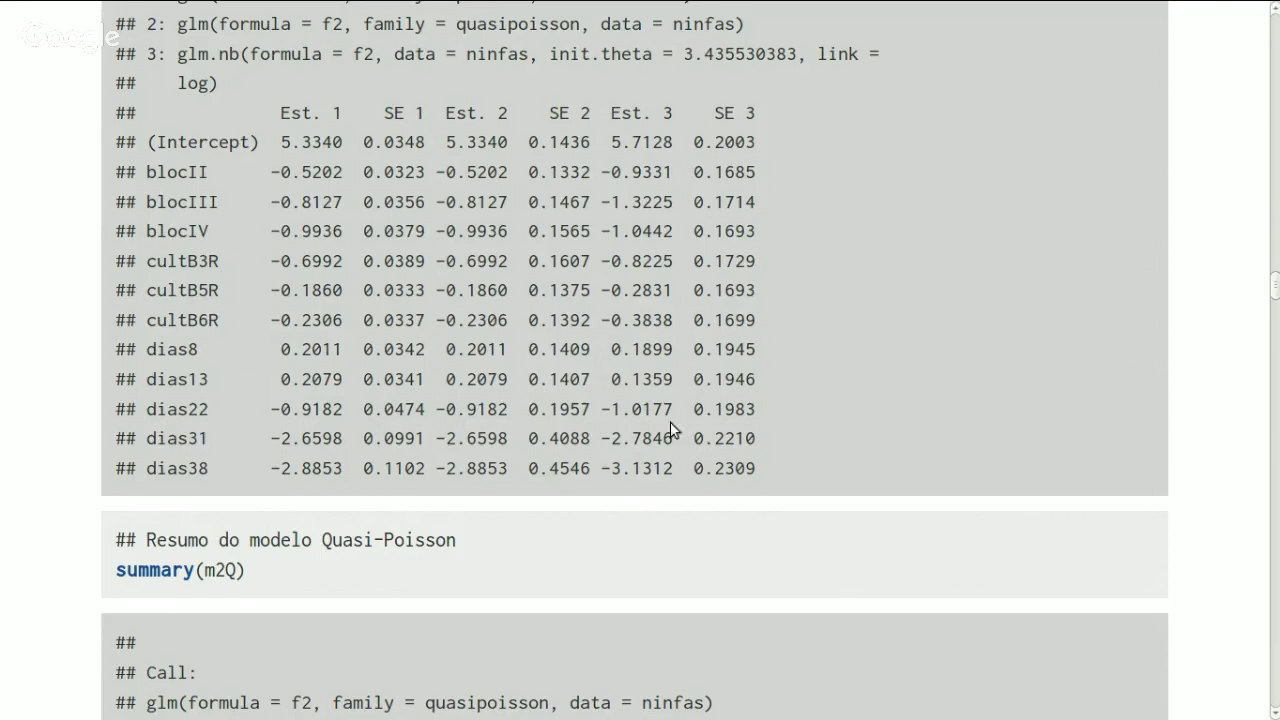 ## 2: glm(formula = f2, family = quasipoisson, data = ninfas)
Google
## 3: glm.nb(formula = f2, data = ninfas, init.theta = 3.435530383, link =
##    log)
##              Est. 1    SE 1  Est. 2    SE 2  Est. 3    SE 3
## (Intercept)  5.3340  0.0348  5.3340  0.1436  5.7128  0.2003
## blocII      -0.5202  0.0323 -0.5202  0.1332 -0.9331  0.1685
## blocIII     -0.8127  0.0356 -0.8127  0.1467 -1.3225  0.1714
## blocIV      -0.9936  0.0379 -0.9936  0.1565 -1.0442  0.1693
## cultB3R     -0.6992  0.0389 -0.6992  0.1607 -0.8225  0.1729
## cultB5R     -0.1860  0.0333 -0.1860  0.1375 -0.2831  0.1693
## cultB6R     -0.2306  0.0337 -0.2306  0.1392 -0.3838  0.1699
## dias8        0.2011  0.0342  0.2011  0.1409  0.1899  0.1945
## dias13       0.2079  0.0341  0.2079  0.1407  0.1359  0.1946
## dias22      -0.9182  0.0474 -0.9182  0.1957 -1.0177  0.1983
## dias31      -2.6598  0.0991 -2.6598  0.4088 -2.7846  0.2210
## dias38      -2.8853  0.1102 -2.8853  0.4546 -3.1312  0.2309
## Resumo do modelo Quasi-Poisson
summary(m2Q)
##
## Call:
## glm(formula = f2, family = quasipoisson, data = ninfas)